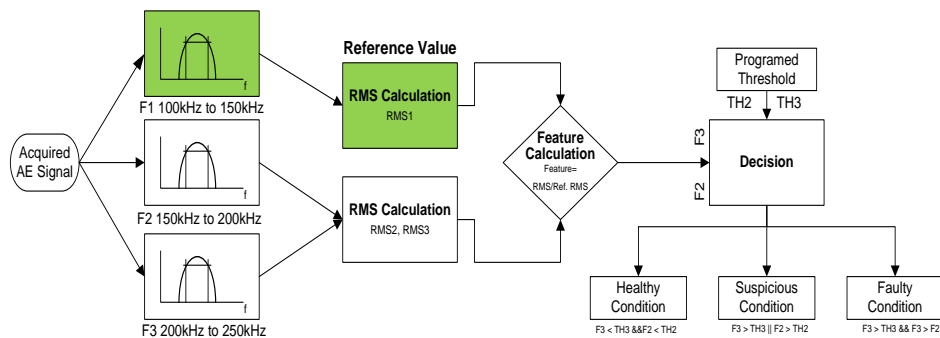 Acquired
AE Signal
f
F1 100kHz to 150kHz
f
F2 150kHz to 200kHz
f
F3 200kHz to 250kHz
Reference Value
RMS Calculation
RMS1
RMS Calculation
RMS2, RMS3
Feature
Calculation
Feature=
RMS/Ref. RMS
Programed
Threshold
TH2 TH3
F3
F2
Decision
Healthy
Condition
F3 < TH3 &&F2 < TH2
Suspicious
Condition
F3 > TH3 || F2 > TH2
Faulty
Condition
F3 > TH3 && F3 > F2